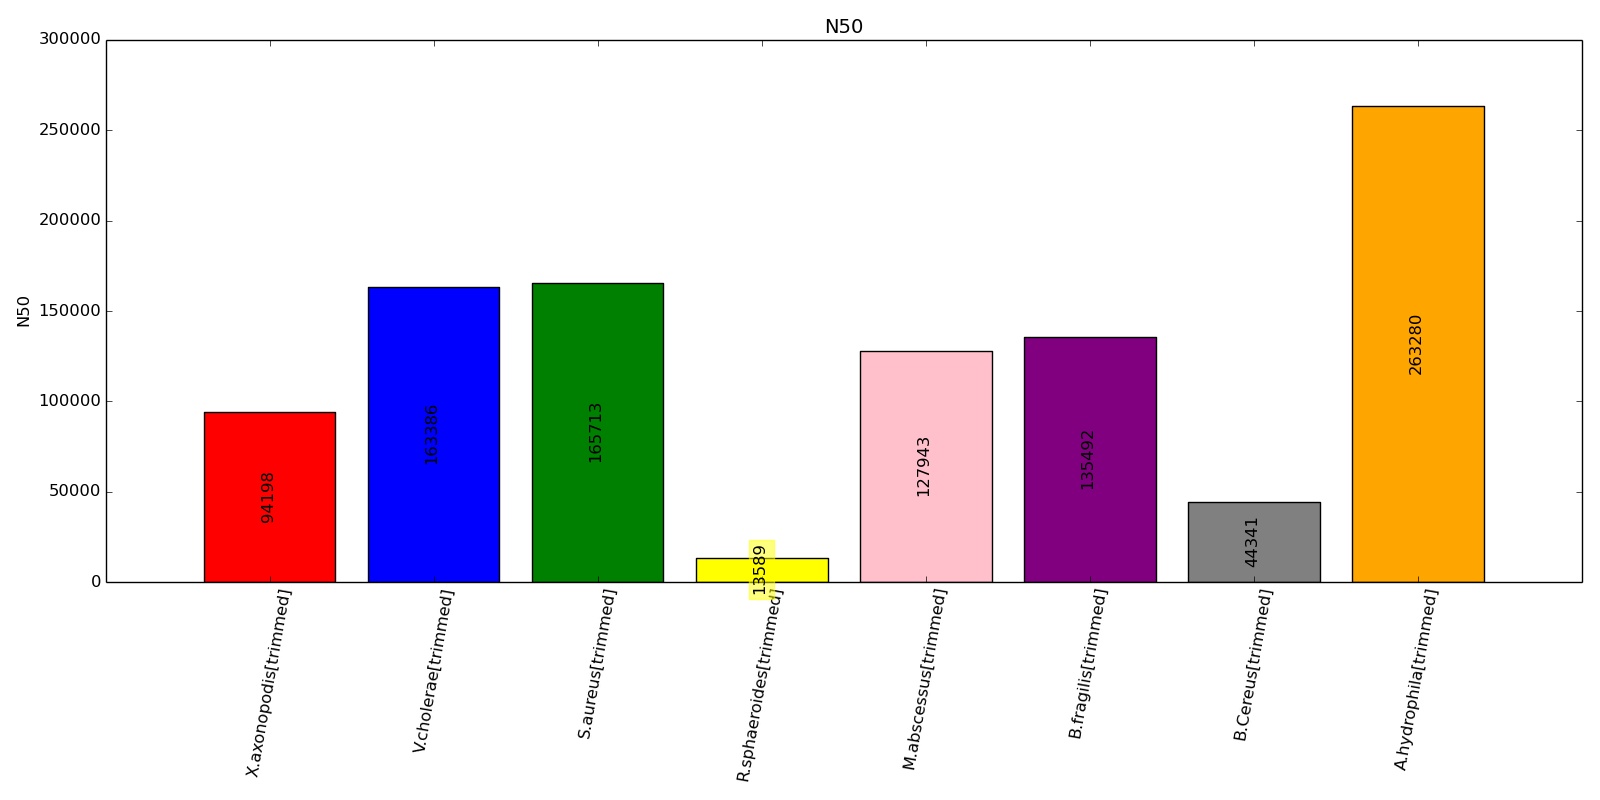 N50
300000
250000
200000
150000
100000
50000
0
N50
94198
163386
165713
13589
127943
135492
44341
263280
X.axonopodis[trimmed]
V.cholerae[trimmed]
S.aureus[trimmed]
R.sphaeroides[trimmed]
M.abscessus[trimmed]
B.fragilis[trimmed]
B.Cereus[trimmed]
A.hydrophila[trimmed]